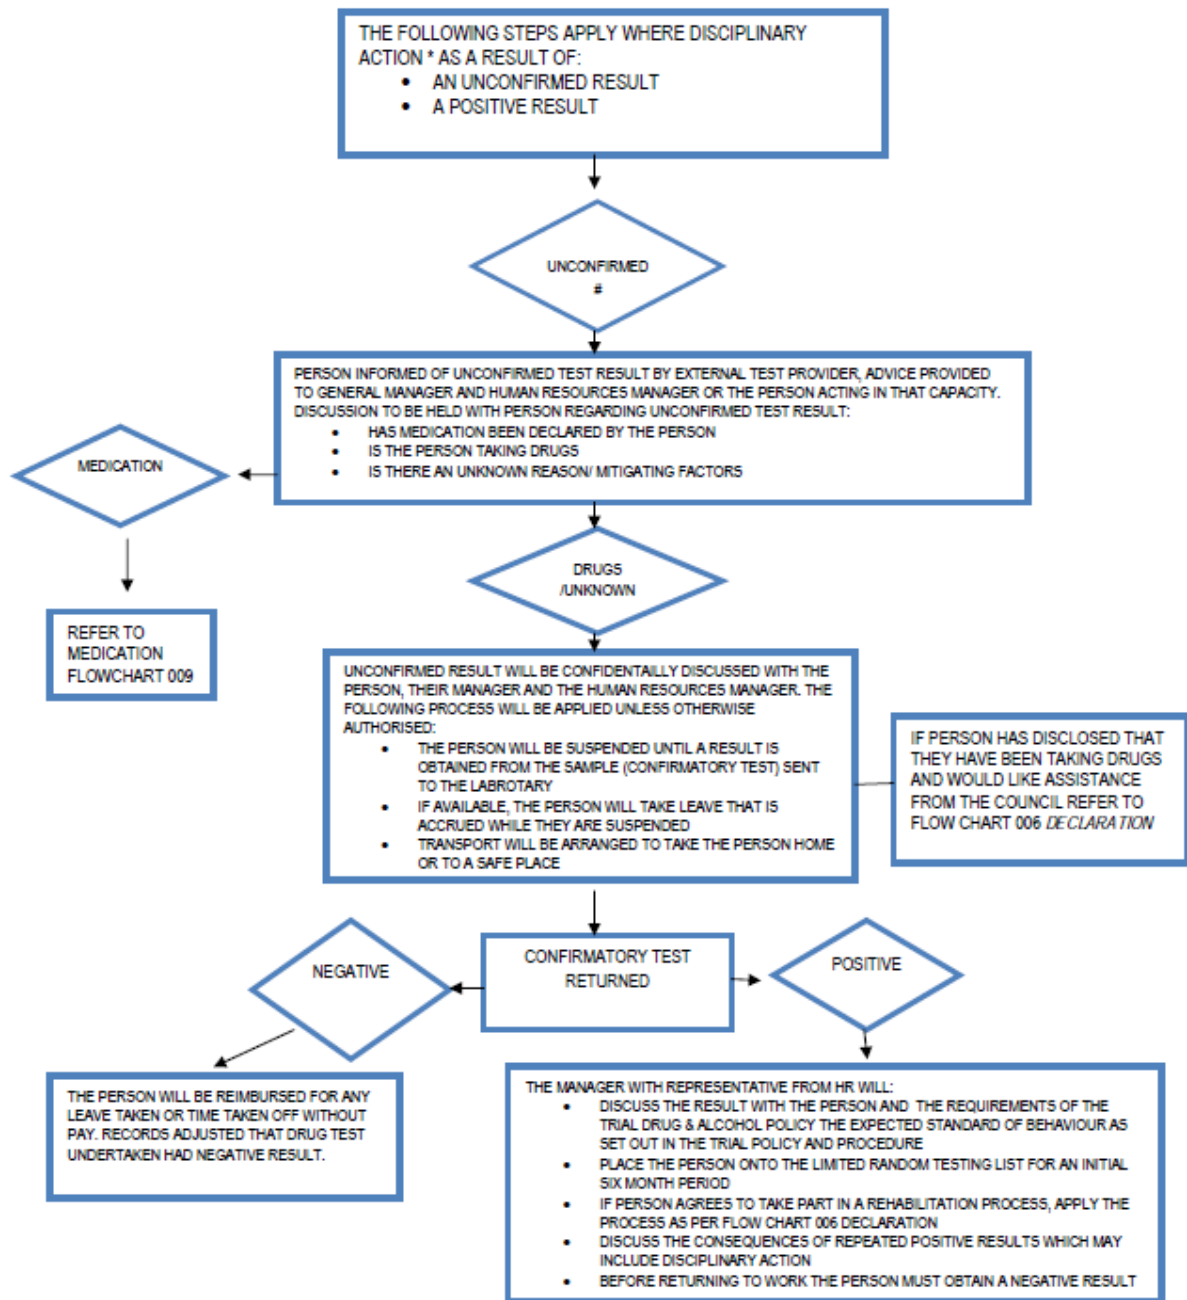 THE FOLLOWING STEPS APPLY WHERE DISCIPLINARY
ACTION * AS A RESULT OF:
• AN UNCONFIRMED RESULT
• A POSITIVE RESULT
UNCONFIRMED
#
PERSON INFORMED OF UNCONFIRMED TEST RESULT BY EXTERNAL TEST PROVIDER, ADVICE PROVIDED
TO GENERAL MANAGER AND HUMAN RESOURCES MANAGER OR THE PERSON ACTING IN THAT CAPACITY.
DISCUSSION TO BE HELD WITH PERSON REGARDING UNCONFIRMED TEST RESULT:
• HAS MEDICATION BEEN DECLARED BY THE PERSON
• IS THE PERSON TAKING DRUGS
• IS THERE AN UNKNOWN REASON/ MITIGATING FACTORS
MEDICATION
REFER TO
MEDICATION
FLOWCHART 009
DRUGS
/UNKNOWN
UNCONFIRMED RESULT WILL BE CONFIDENTAILLY DISCUSSED WITH THE
PERSON, THEIR MANAGER AND THE HUMAN RESOURCES MANAGER. THE
FOLLOWING PROCESS WILL BE APPLIED UNLESS OTHERWISE
AUTHORISED:
• THE PERSON WILL BE SUSPENDED UNTIL A RESULT IS
OBTAINED FROM THE SAMPLE (CONFIRMATORY TEST) SENT
TO THE LABROTARY
• IF AVAILABLE, THE PERSON WILL TAKE LEAVE THAT IS
ACCRUED WHILE THEY ARE SUSPENDED
• TRANSPORT WILL BE ARRANGED TO TAKE THE PERSON HOME
OR TO A SAFE PLACE
IF PERSON HAS DISCLOSED THAT
THEY HAVE BEEN TAKING DRUGS
AND WOULD LIKE ASSISTANCE
FROM THE COUNCIL REFER TO
FLOW CHART 006 DECLARATION
CONFIRMATORY TEST
RETURNED
NEGATIVE
POSITIVE
THE PERSON WILL BE REIMBURSED FOR ANY
LEAVE TAKEN OR TIME TAKEN OFF WITHOUT
PAY. RECORDS ADJUSTED THAT DRUG TEST
UNDERTAKEN HAD NEGATIVE RESULT.
THE MANAGER WITH REPRESENTATIVE FROM HR WILL:
• DISCUSS THE RESULT WITH THE PERSON AND THE REQUIREMENTS OF THE
TRIAL DRUG & ALCOHOL POLICY THE EXPECTED STANDARD OF BEHAVIOUR AS
SET OUT IN THE TRIAL POLICY AND PROCEDURE
• PLACE THE PERSON ONTO THE LIMITED RANDOM TESTING LIST FOR AN INITIAL
SIX MONTH PERIOD
• IF PERSON AGREES TO TAKE PART IN A REHABILITATION PROCESS, APPLY THE
PROCESS AS PER FLOW CHART 006 DECLARATION
• DISCUSS THE CONSEQUENCES OF REPEATED POSITIVE RESULTS WHICH MAY
INCLUDE DISCIPLINARY ACTION
• BEFORE RETURNING TO WORK THE PERSON MUST OBTAIN A NEGATIVE RESULT